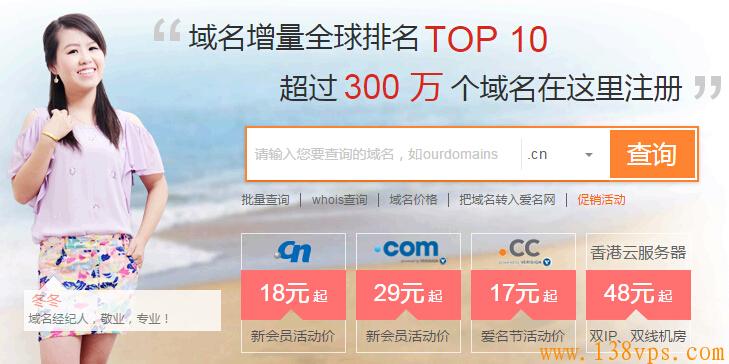 “域名增量全球排名 TOP 10
超过 300 万 个域名在这里注册”
请输入您要查询的域名，如ourdomains
.cn
查询
批量查询 | whois查询 | 域名价格 | 把域名转入爱名网 | 促销活动
.cn
18元 起
新会员活动价
.com
powered by VERISIGN
29元 起
新会员活动价
.CC
powered by VERISIGN
17元 起
爱名节活动价
香港云服务器
48元 起
双IP、双线机房
冬冬
域名经纪人，敬业，专业！
www.138vps.com